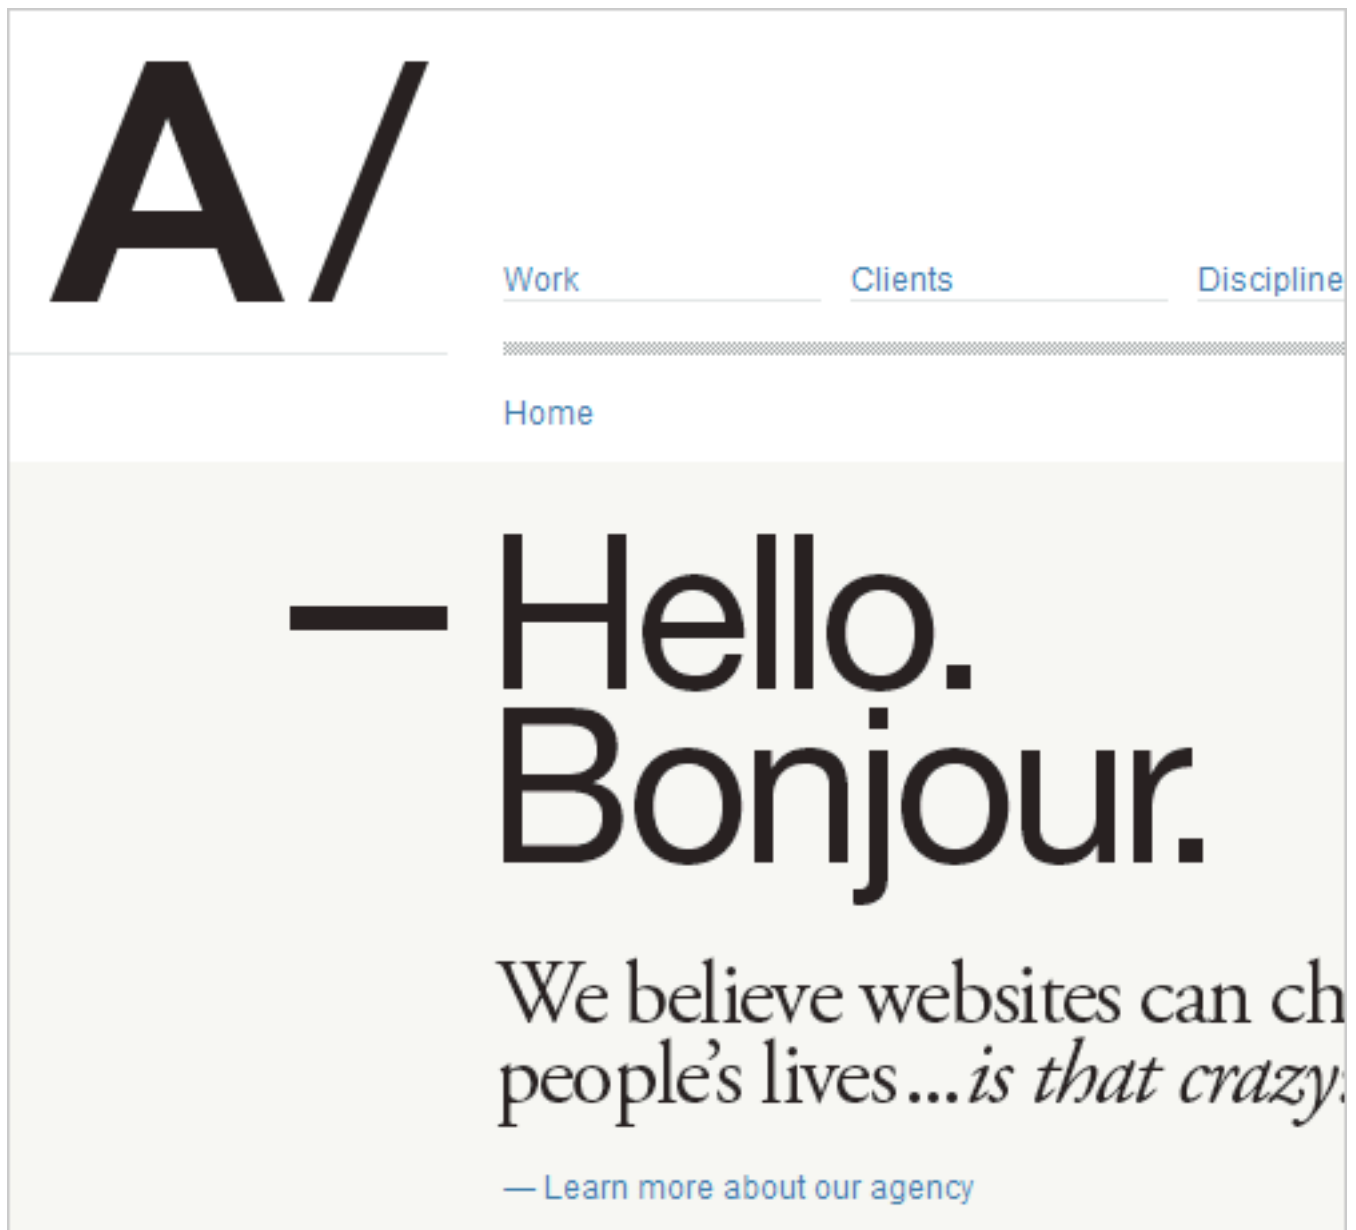 A/
Work Clients Discipline
Home
— Hello.
Bonjour.
We believe websites can ch
people’s lives ... is that crazy
— Learn more about our agency